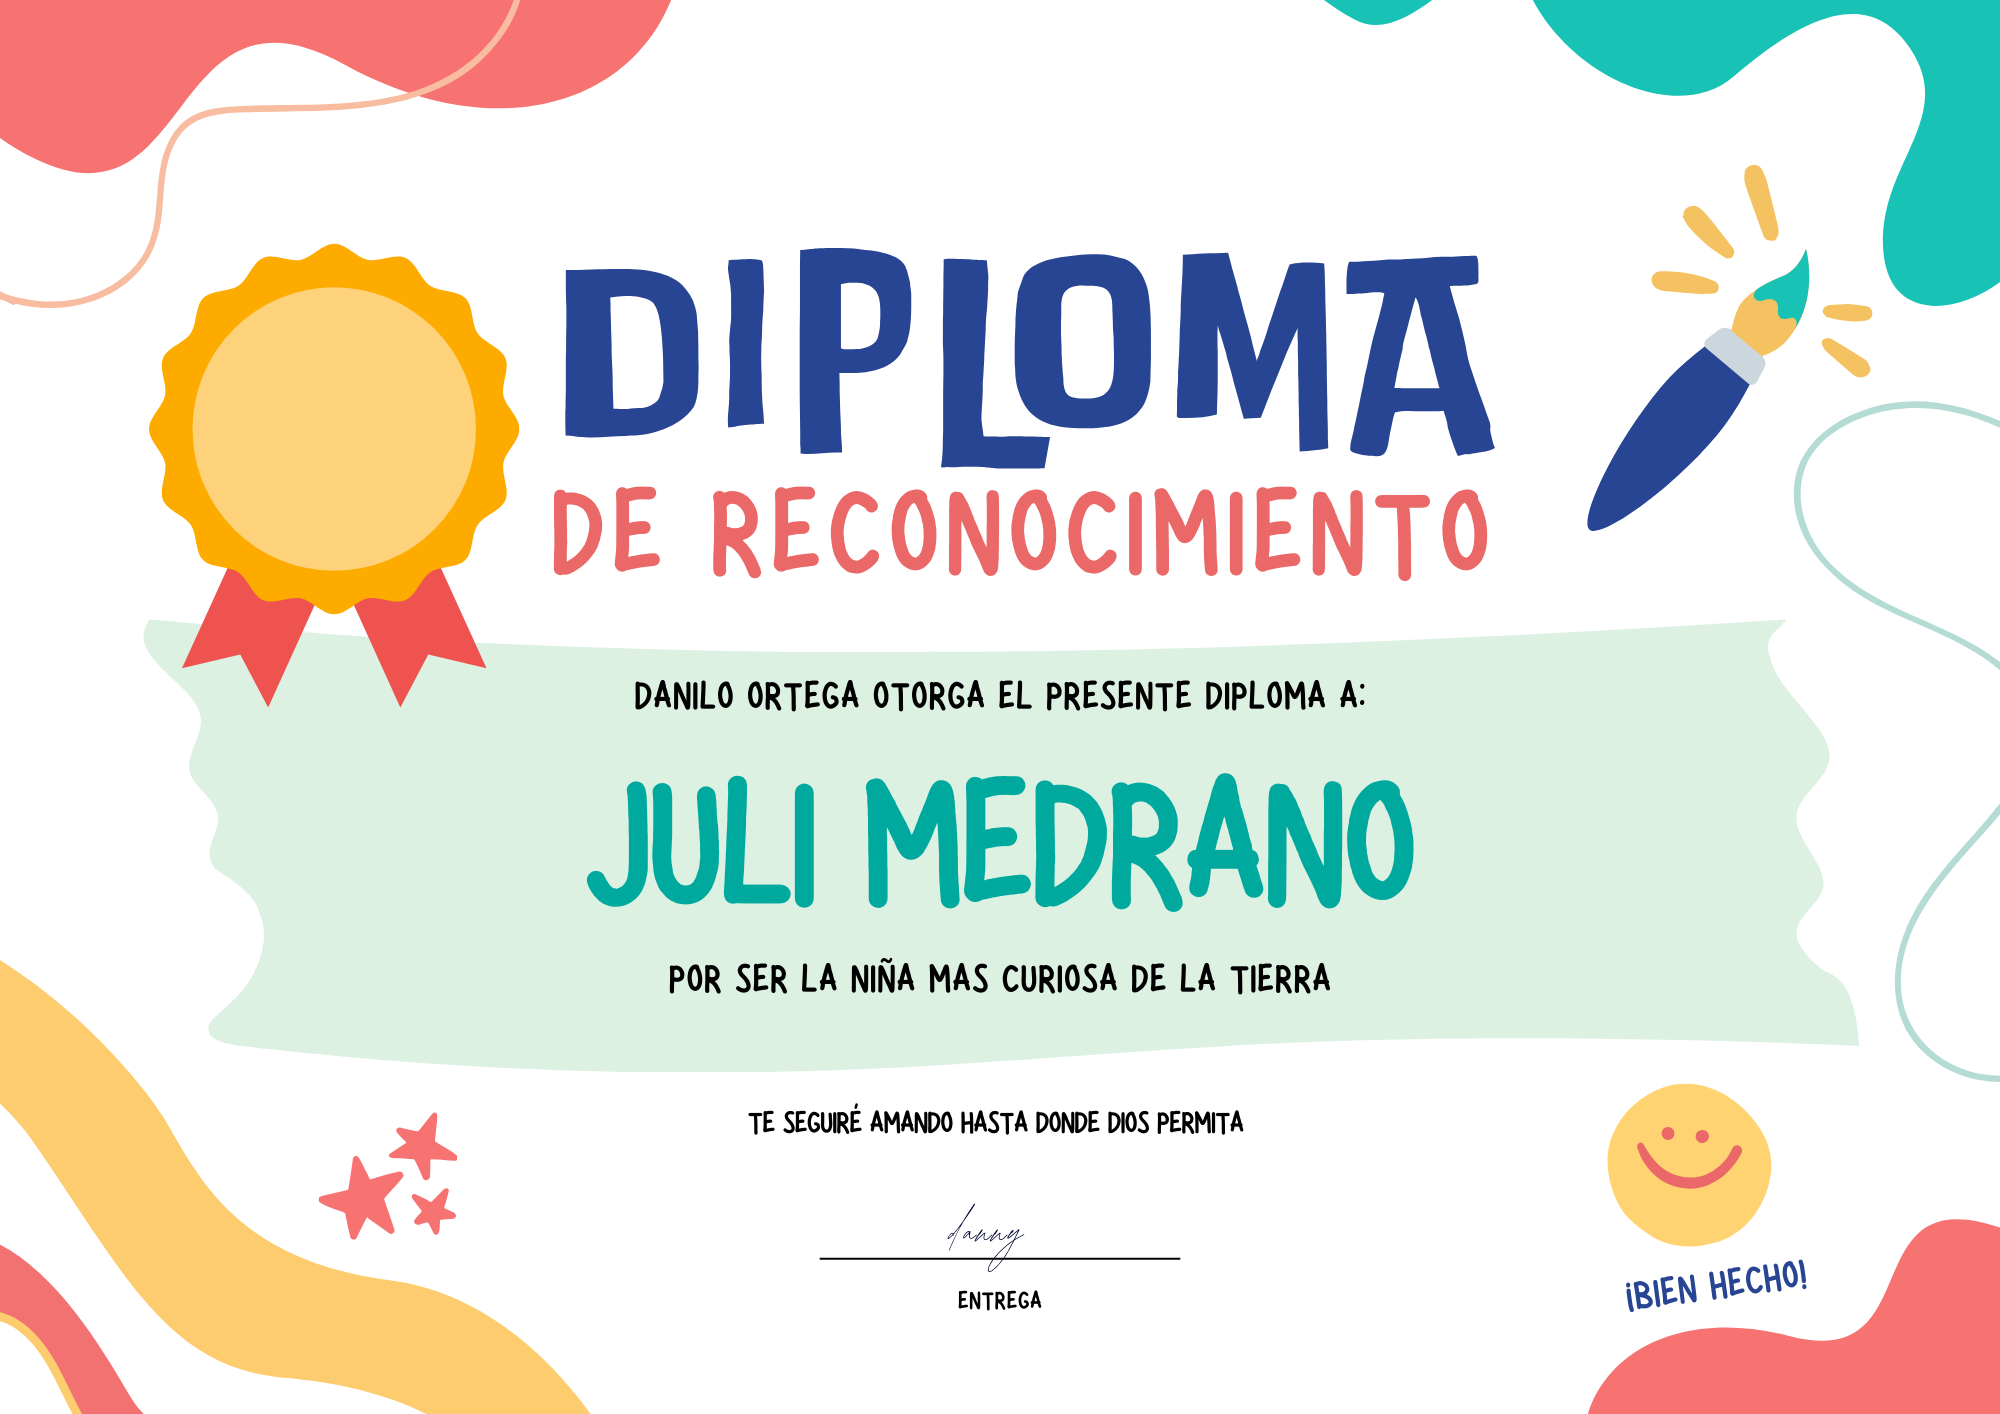 DIPLOMA
DE RECONOCIMIENTO
DANILO ORTEGA OTORGA EL PRESENTE DIPLOMA A:
JULI MEDRANO
POR SER LA NIÑA MAS CURIOSA DE LA TIERRA
TE SEGUIRÉ AMANDO HASTA DONDE DIOS PERMITA
danny
ENTREGA
¡BIEN HECHO!